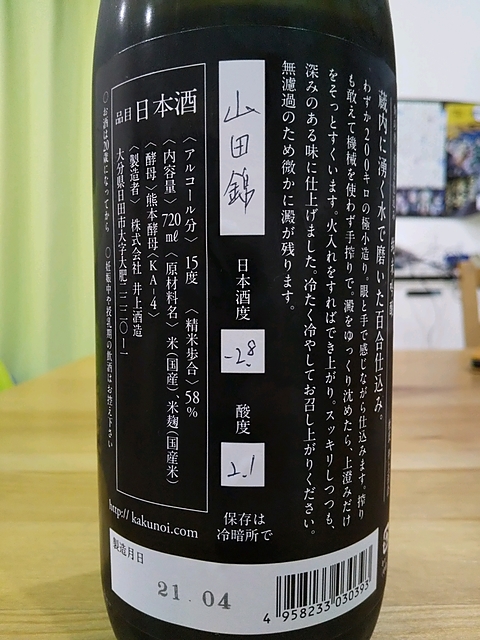 蔵内に湧く水で磨いた百合仕込み。
わずか200キロの極小造り。眼と手で感じながら仕込みます。搾り
も敢えて機械を使わず手搾りで。澱をゆっくり沈めたら、上澄みだけ
をそっとすくいます。火入れをすればでき上がり。スッキリしつつも、
深みのある味に仕上げました。冷たく冷やしてお召し上がりください。
無濾過のため微かに澱が残ります。
山田錦
日本酒度
-2.8
酸度
2.1
保存は
冷暗所で
品目 日本酒
〈アルコール分〉 15度 〈精米歩合〉 58%
〈内容量〉 720㎖ 〈原材料名〉 米(国産)、米麹(国産米)
〈酵母〉 熊本酵母〈KA-4〉
〈製造者〉 株式会社 井上酒造
大分県日田市大字大肥二二二〇ー一
〇お酒は20歳になってから 〇妊娠中や授乳期の飲酒はお控え下さい
http://kakunoi.com
製造月日
21.04
4 958233 030393